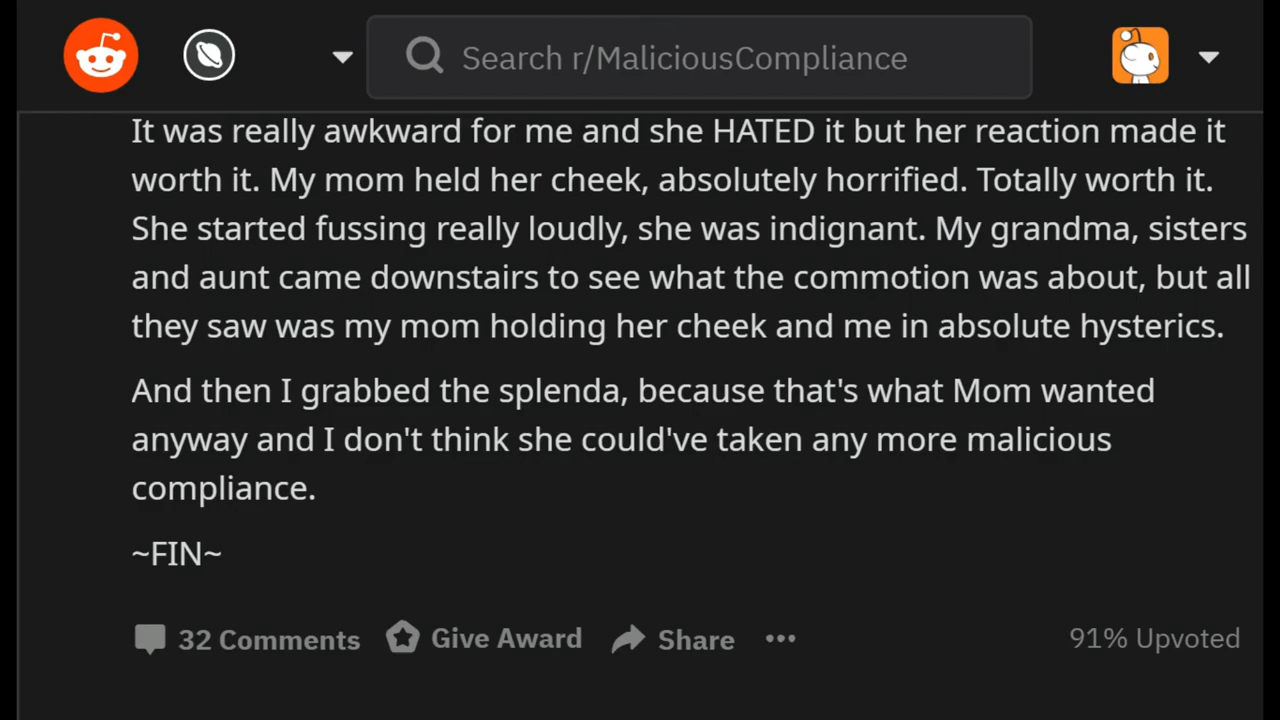 Search r/MaliciousCompliance
It was really awkward for me and she HATED it but her reaction made it
worth it. My mom held her cheek, absolutely horrified. Totally worth it.
She started fussing really loudly, she was indignant. My grandma, sisters
and aunt came downstairs to see what the commotion was about, but all
they saw was my mom holding her cheek and me in absolute hysterics.
And then I grabbed the splenda, because that's what Mom wanted
anyway and I don't think she could've taken any more malicious
compliance.
~FIN~
32 Comments Give Award Share ••• 91% Upvoted